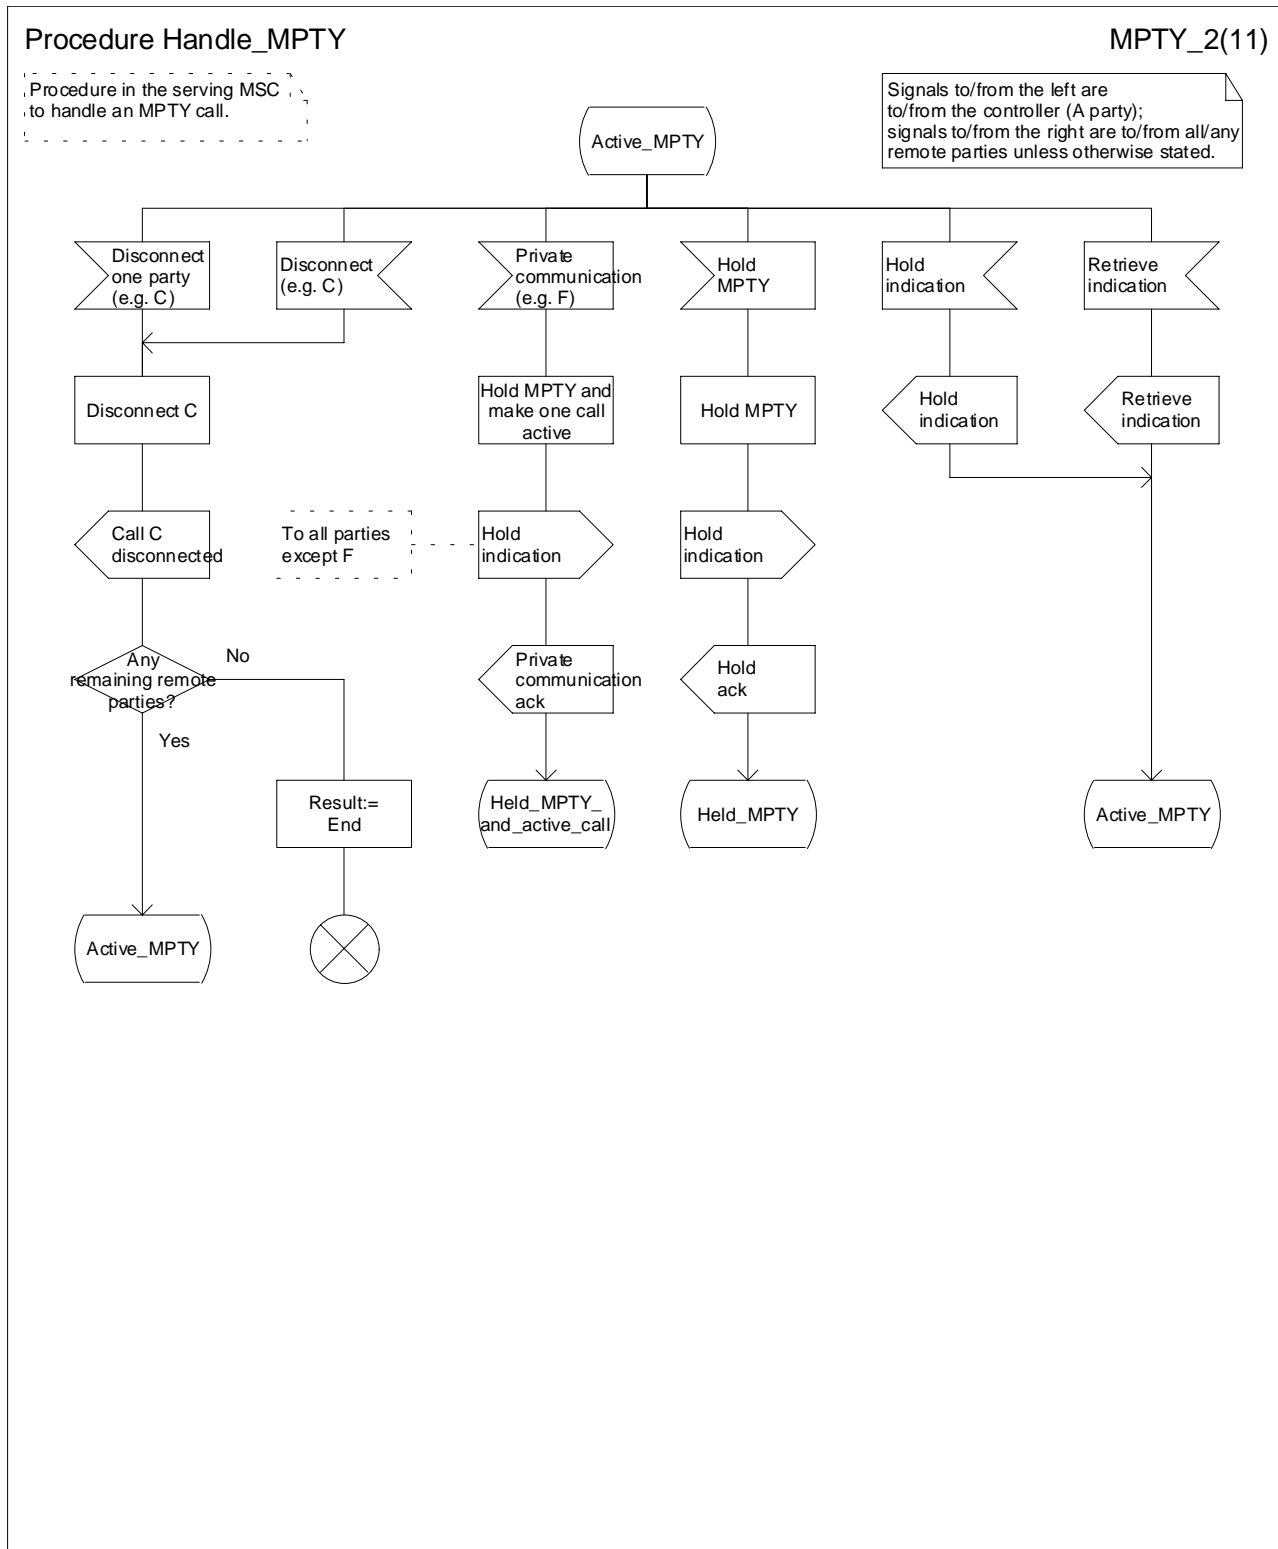 Procedure Handle_MPTY
MPTY_2(11)
Procedure in the serving MSC
to handle an MPTY call.
Signals to/from the left are
to/from the controller (A party);
signals to/from the right are to/from all/any
remote parties unless otherwise stated.
Active_MPTY
Disconnect
one party
(e.g. C)
Disconnect
(e.g. C)
Private
communication
(e.g. F)
Hold
MPTY
Hold
indication
Retrieve
indication
Disconnect C
Hold MPTY and
make one call
active
Hold MPTY
Hold
indication
Retrieve
indication
Call C
disconnected
To all parties
except F
Hold
indication
Hold
indication
Any
remaining remote
parties?
No
Yes
Private
communication
ack
Hold
ack
Result:=
End
Held_MPTY_
and_active_call
Held_MPTY
Active_MPTY
Active_MPTY